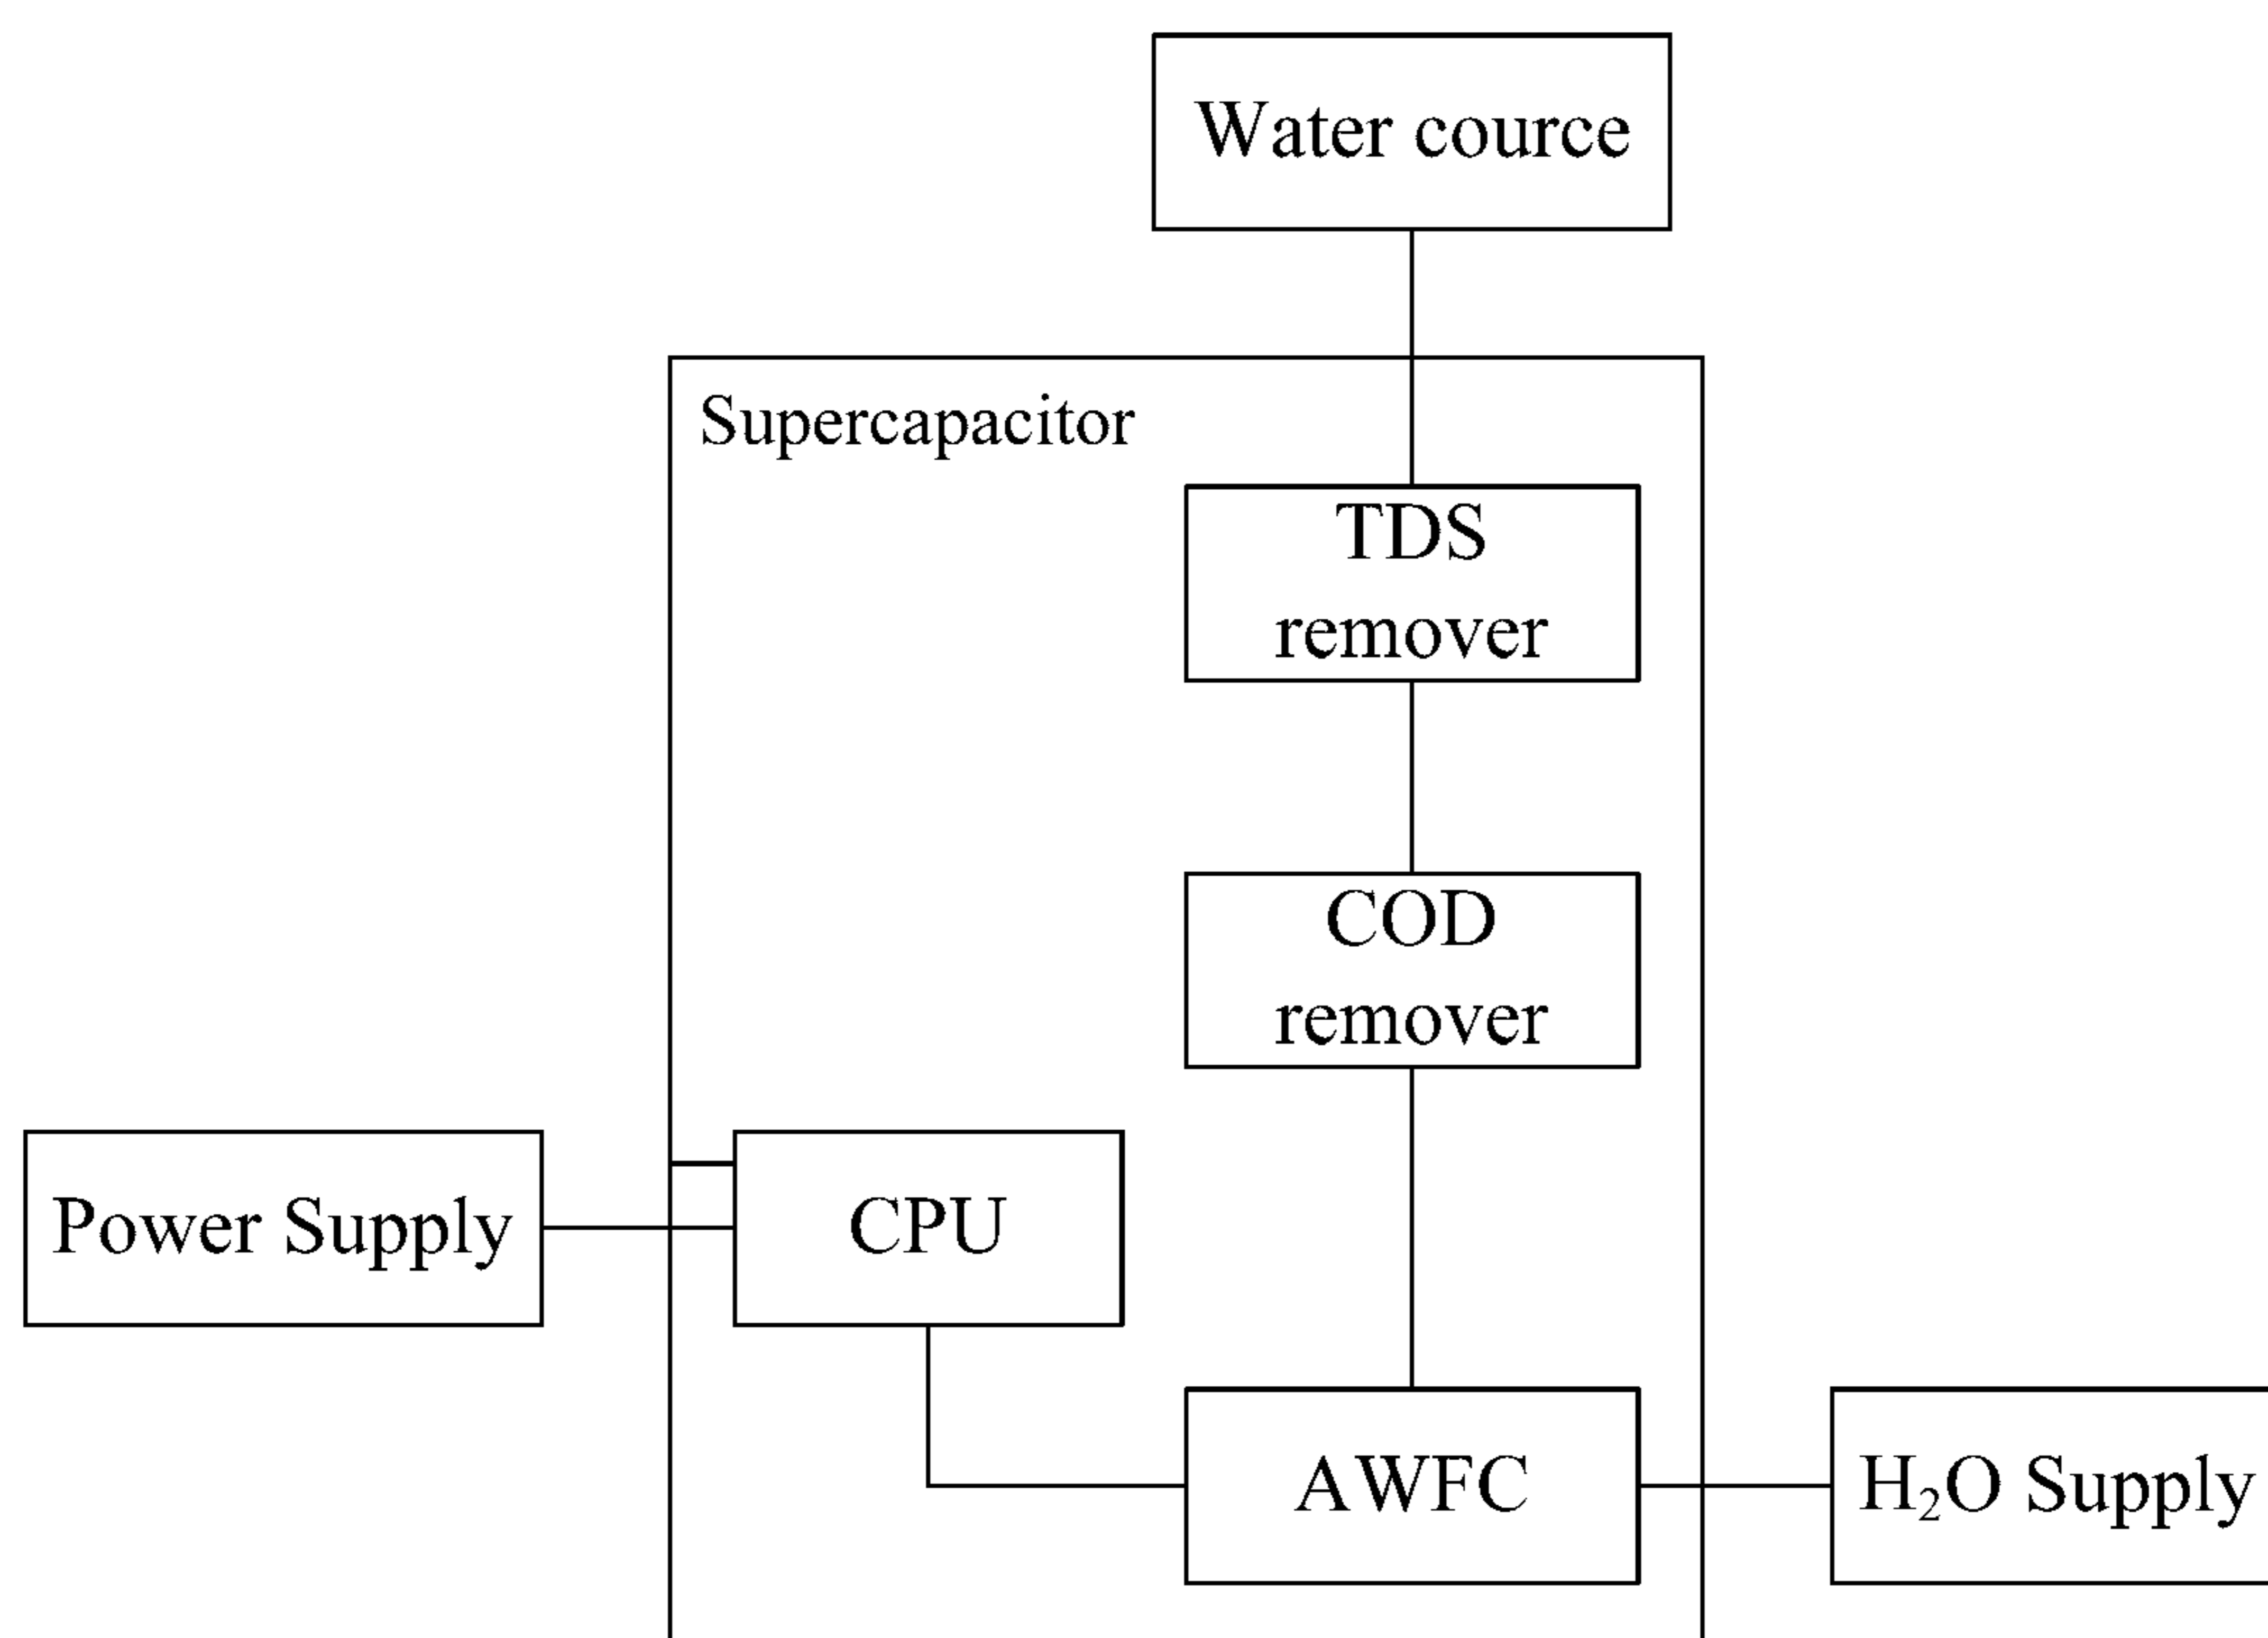 Water cource
Supercapacitor
TDS
remover
COD
remover
Power Supply
CPU
AWFC
H₂O Supply